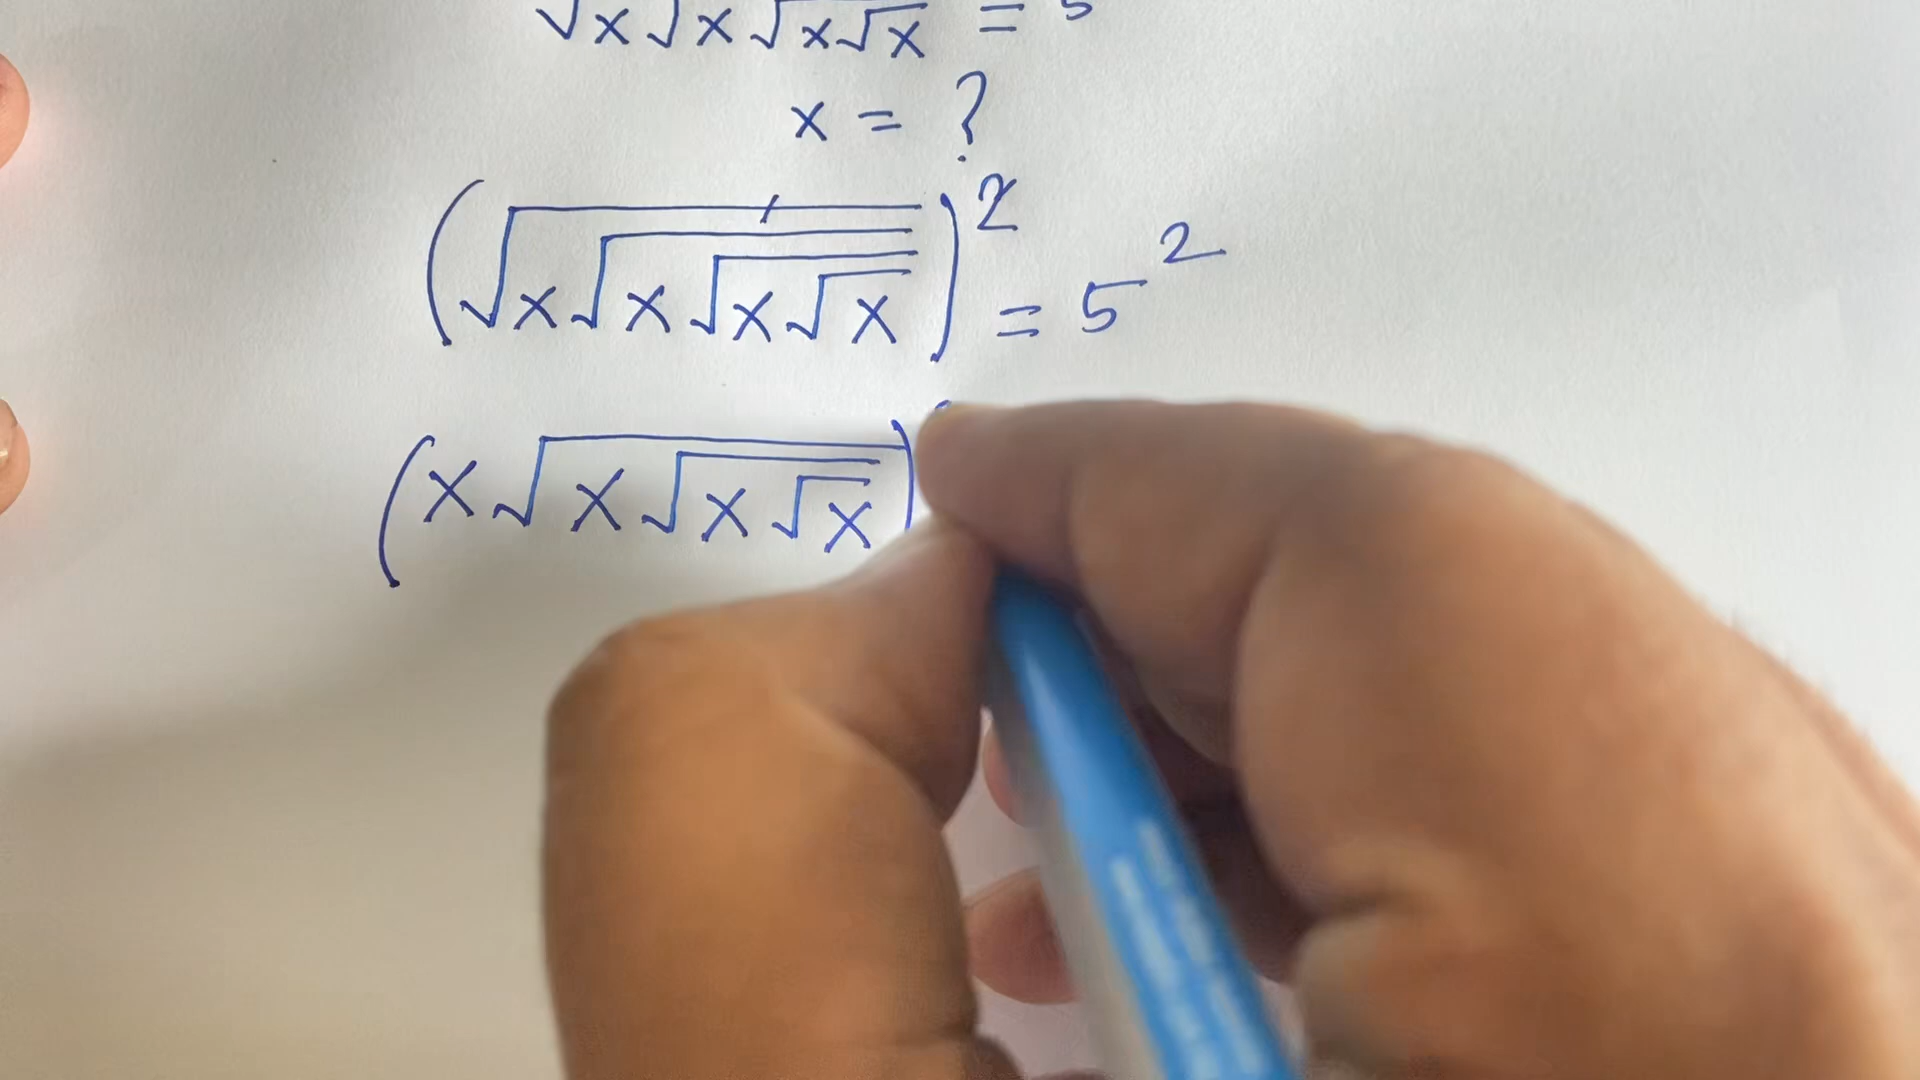 √x√x√x√x = 5
x = ?
(√x√x√x√x)² = 5²
(x√x√x√x)